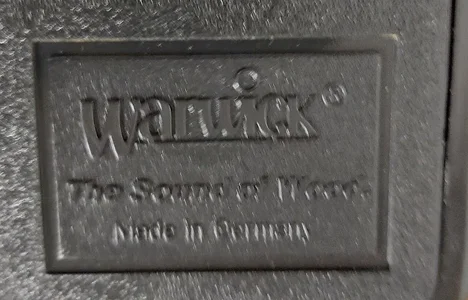 Warwick®
The Sound of Wood.
Made in Germany